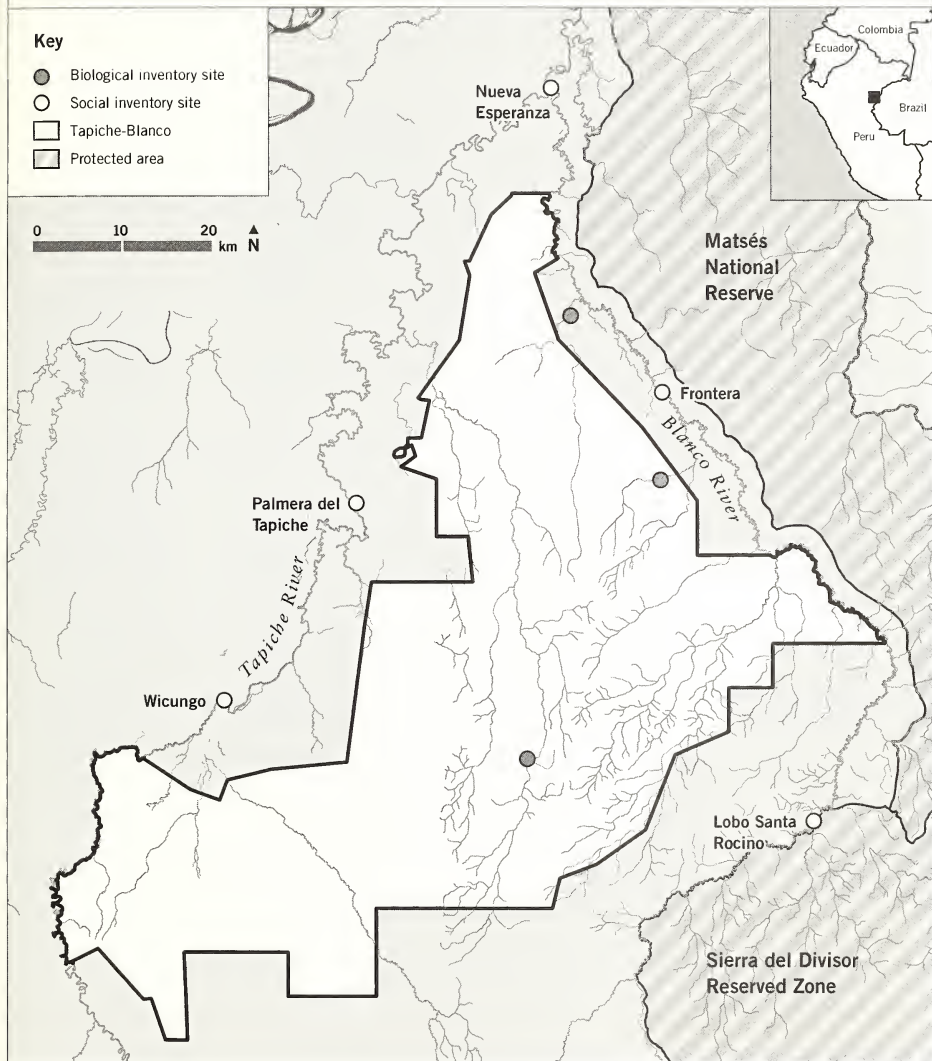 Key
Biological inventory site
Social inventory site
Tapiche-Blanco
Protected area
0 10 20
km
N
Colombia
Ecuador
Brazil
Peru
Nueva
Esperanza
Matsés
National
Reserve
Frontera
Blanco River
Palmera del
Tapiche
Tapiche River
Wicungo
Lobo Santa
Rocino
Sierra del Divisor
Reserved Zone